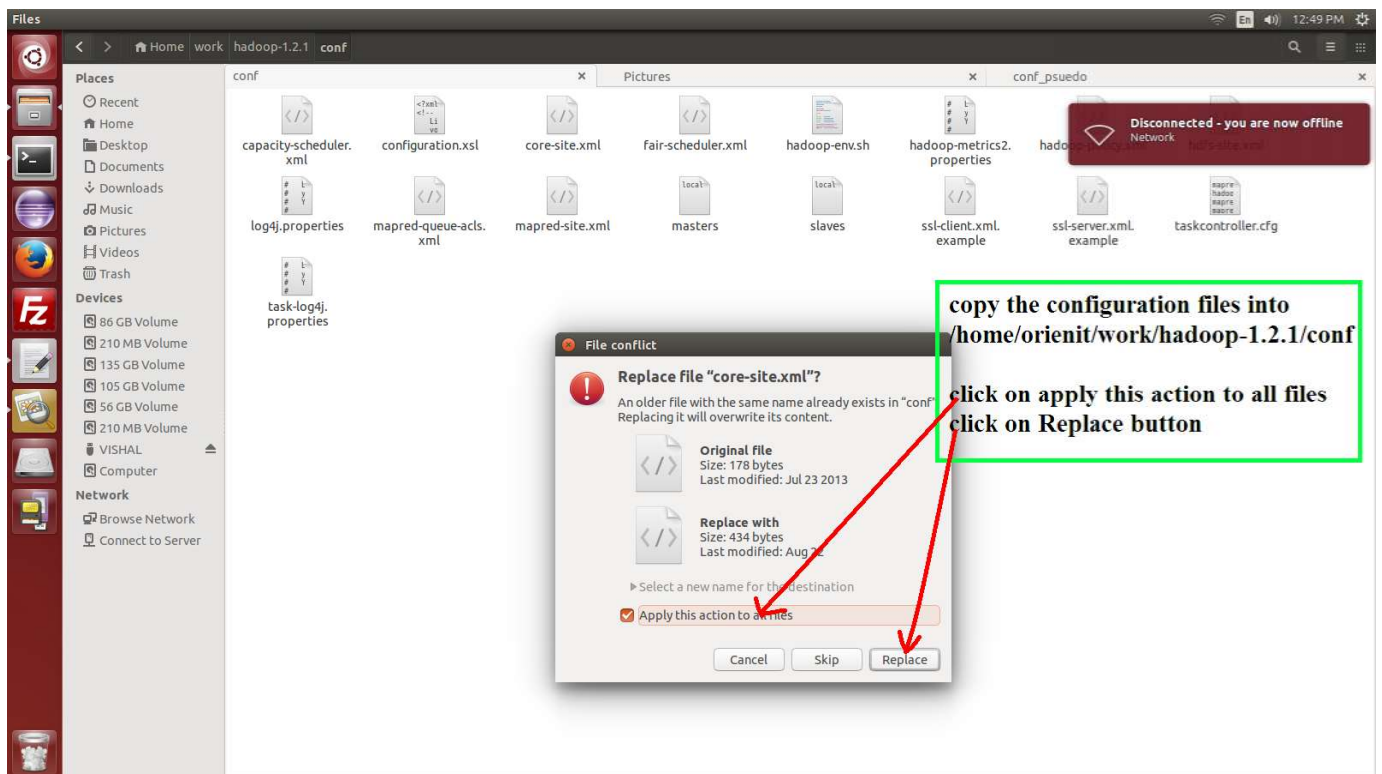 Files
En
12:49 PM
Home work hadoop-1.2.1 conf
Places
Recent
Home
Desktop
Documents
Downloads
Music
Pictures
Videos
Trash
Devices
86 GB Volume
210 MB Volume
135 GB Volume
105 GB Volume
56 GB Volume
210 MB Volume
VISHAL
Computer
Network
Browse Network
Connect to Server
conf
Pictures
conf_psuedo
capacity-scheduler.
xml
configuration.xsl
core-site.xml
fair-scheduler.xml
hadoop-env.sh
hadoop-metrics2.
properties
Disconnected - you are now offline
Network
log4j.properties
mapred-queue-acls.
xml
mapred-site.xml
masters
slaves
ssl-client.xml.
example
ssl-server.xml.
example
taskcontroller.cfg
task-log4j.
properties
copy the configuration files into
/home/orienit/work/hadoop-1.2.1/conf
click on apply this action to all files
click on Replace button
File conflict
Replace file “core-site.xml”?
An older file with the same name already exists in “conf”.
Replacing it will overwrite its content.
Original file
Size: 178 bytes
Last modified: Jul 23 2013
Replace with
Size: 434 bytes
Last modified: Aug 22
Select a new name for the destination
Apply this action to all files
Cancel
Skip
Replace